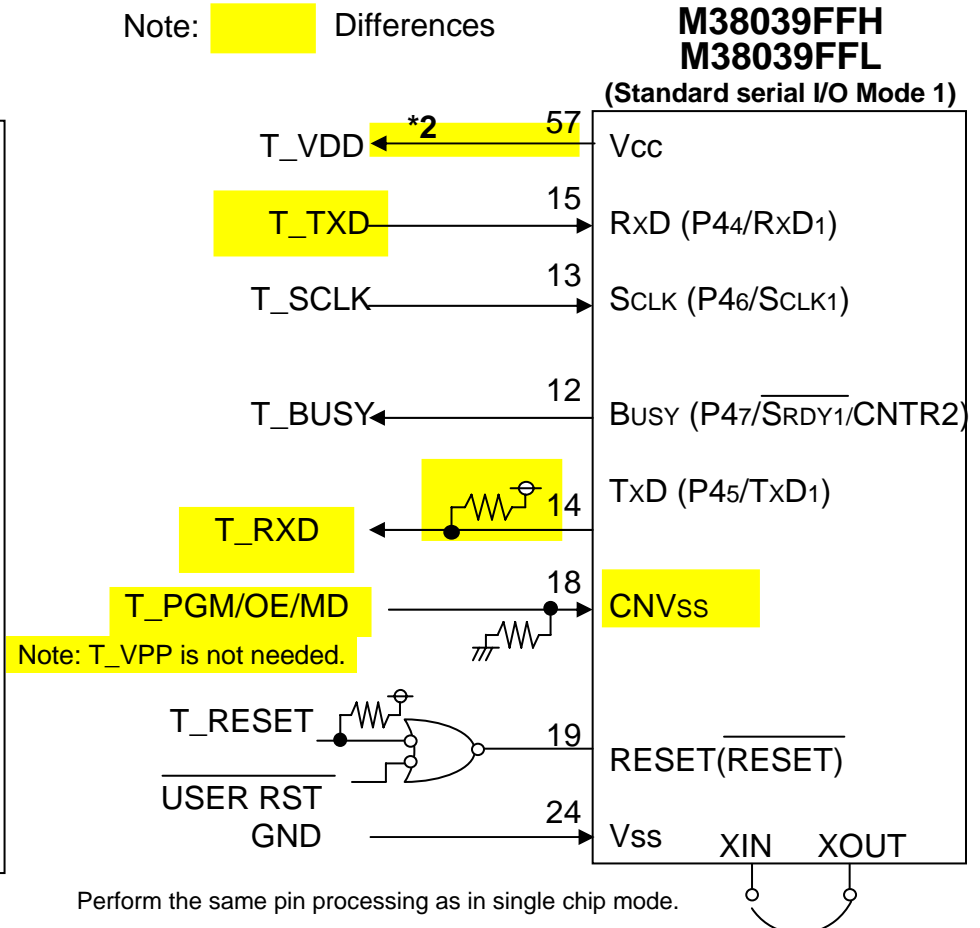 Note: Differences
M38039FFH
M38039FFL
(Standard serial I/O Mode 1)
T_VDD *2 57 Vcc
T_TXD 15 RxD (P44/RxD1)
T_SCLK 13 SCLK (P46/SCLK1)
T_BUSY 12 BUSY (P47/SRDY1/CNTR2)
T_RXD 14 TxD (P45/TxD1)
T_PGM/OE/MD 18 CNVss
Note: T_VPP is not needed.
T_RESET 19 RESET(RESET)
USER RST
GND 24 Vss
XIN XOUT
Perform the same pin processing as in single chip mode.